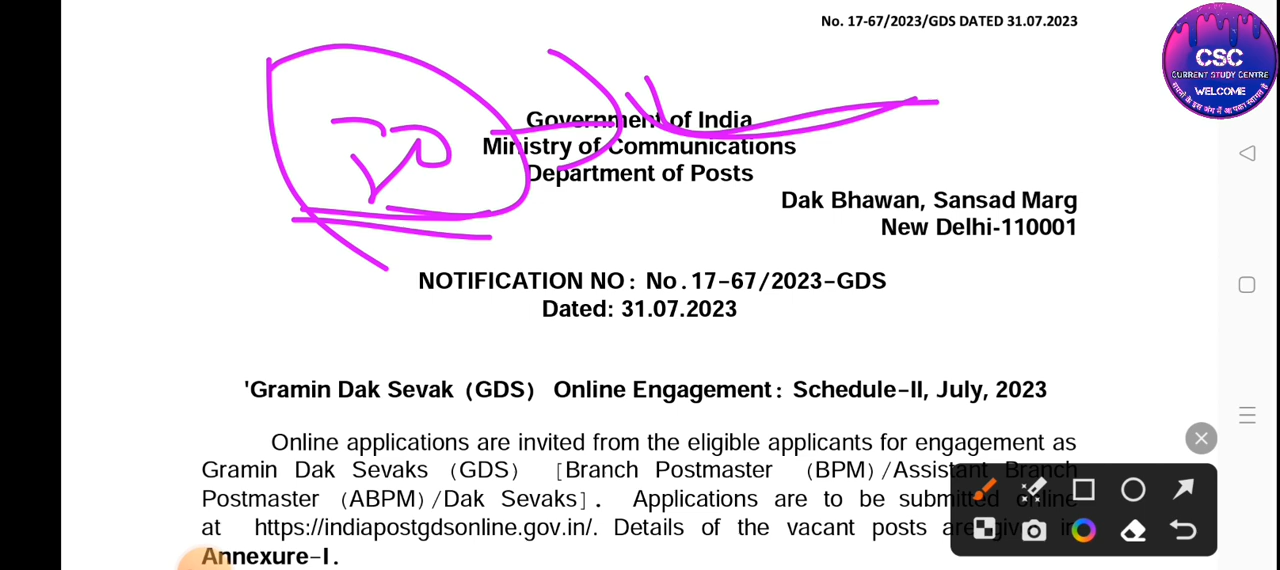 No. 17-67/2023/GDS DATED 31.07.2023
CSC
CURRENT STUDY CENTRE
WELCOME
Government of India
Ministry of Communications
Department of Posts
Dak Bhawan, Sansad Marg
New Delhi-110001
NOTIFICATION NO: No.17-67/2023-GDS
Dated: 31.07.2023
'Gramin Dak Sevak (GDS) Online Engagement: Schedule-II, July, 2023
Online applications are invited from the eligible applicants for engagement as
Gramin Dak Sevaks (GDS) [Branch Postmaster (BPM)/Assistant Branch
Postmaster (ABPM)/Dak Sevaks]. Applications are to be submitted online
at https://indiapostgdsonline.gov.in/. Details of the vacant posts are given in
Annexure-I.